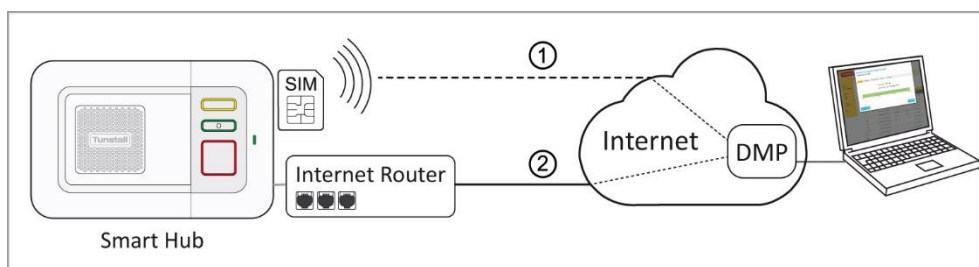 SIM
①
Tunstall
Internet
DMP
②
Internet Router
Smart Hub